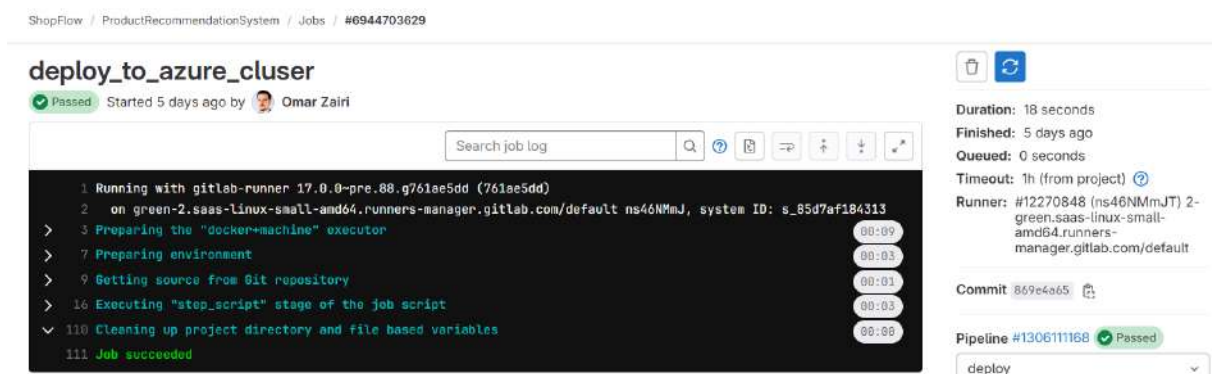 ShopFlow / ProductRecommendationSystem / Jobs / #6944703629
deploy_to_azure_cluser
Passed Started 5 days ago by Omar Zairi
Search job log
1 Running with gitlab-runner 17.0.0~pre.88.g761ae5dd (761ae5dd)
2 on green-2.saas-linux-small-amd64.runners-manager.gitlab.com/default ns46NMmJ, system ID: s_85d7af184313
3 Preparing the "docker+machine" executor 00:09
7 Preparing environment 00:03
9 Getting source from Git repository 00:01
16 Executing "step_script" stage of the job script 00:03
110 Cleaning up project directory and file based variables 00:00
111 Job succeeded
Duration: 18 seconds
Finished: 5 days ago
Queued: 0 seconds
Timeout: 1h (from project)
Runner: #12270848 (ns46NMmJT) 2-
green.saas-linux-small-
amd64.runners-
manager.gitlab.com/default
Commit 869e4a65
Pipeline #1306111168 Passed
deploy